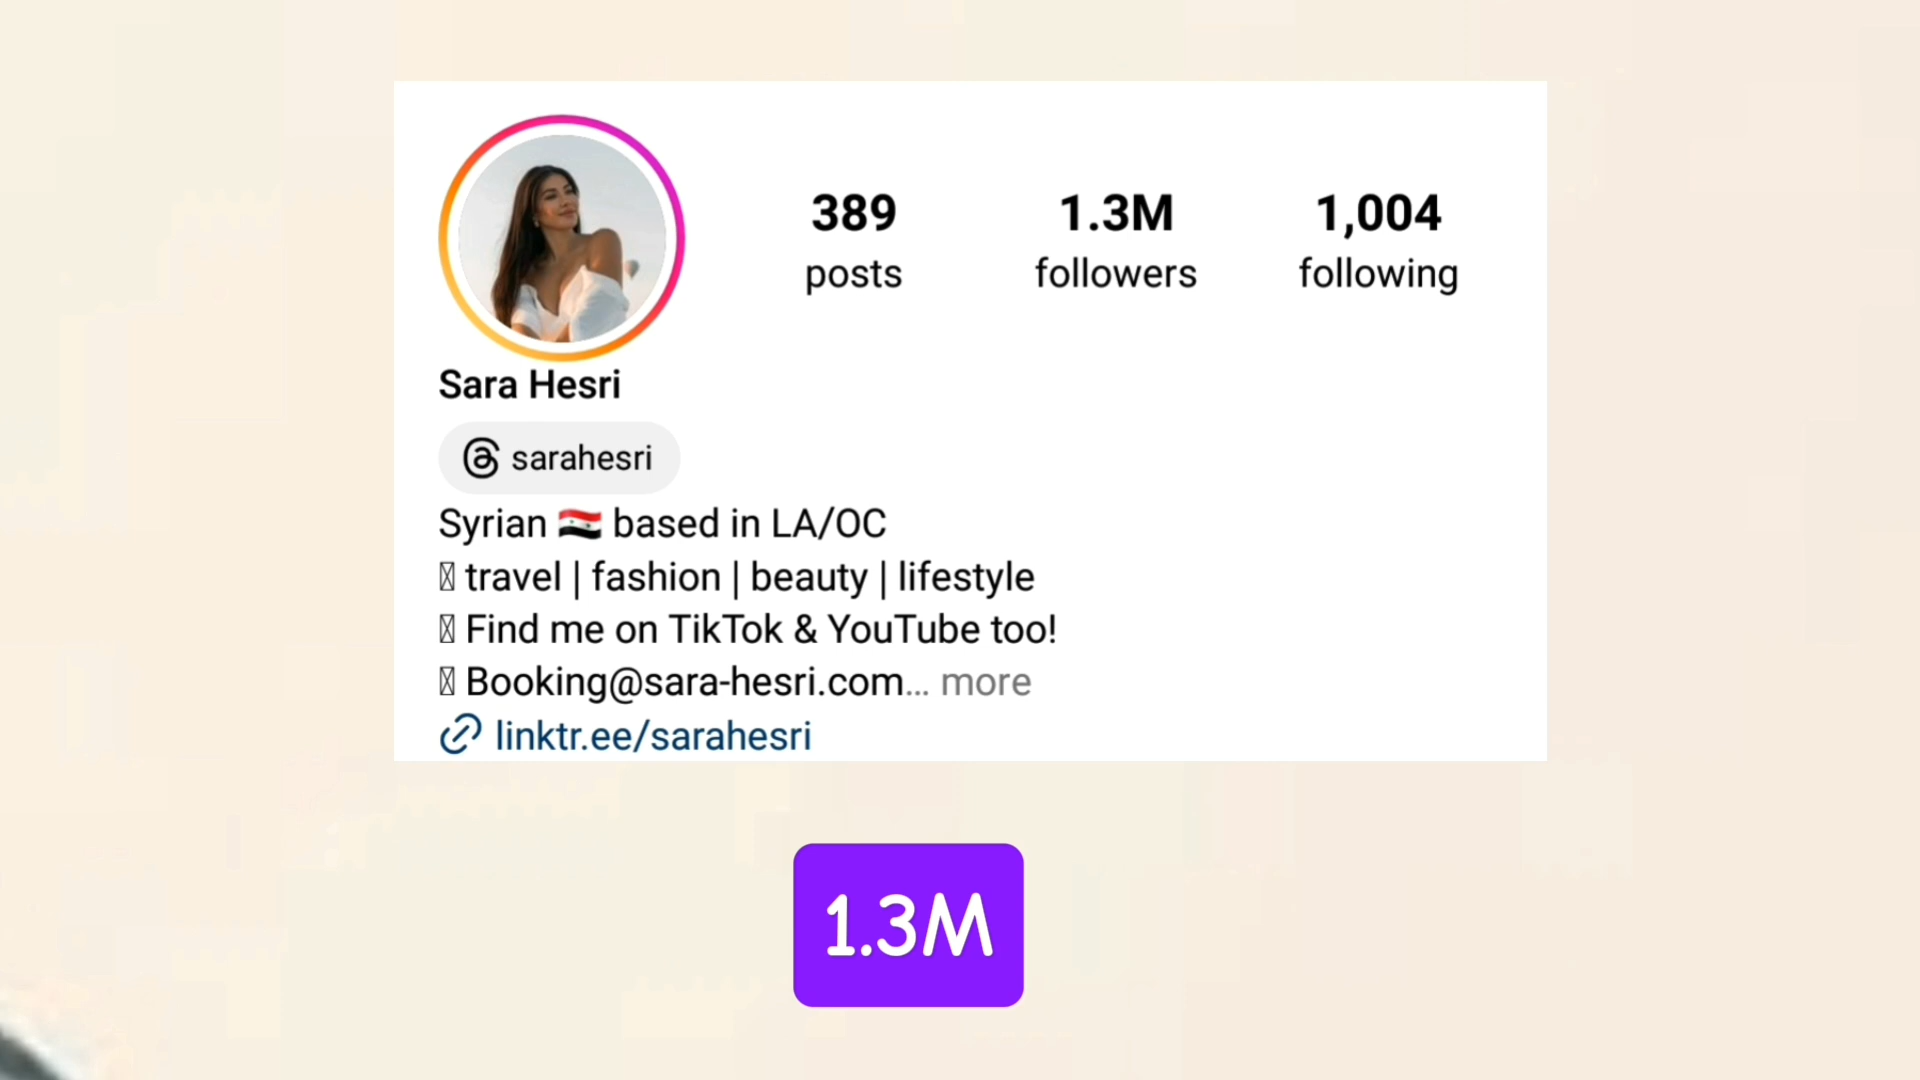 389 1.3M 1,004
posts followers following
Sara Hesri
sarahesri
Syrian 🇸🇾 based in LA/OC
travel | fashion | beauty | lifestyle
Find me on TikTok & YouTube too!
Booking@sara-hesri.com... more
linktr.ee/sarahesri
1.3M